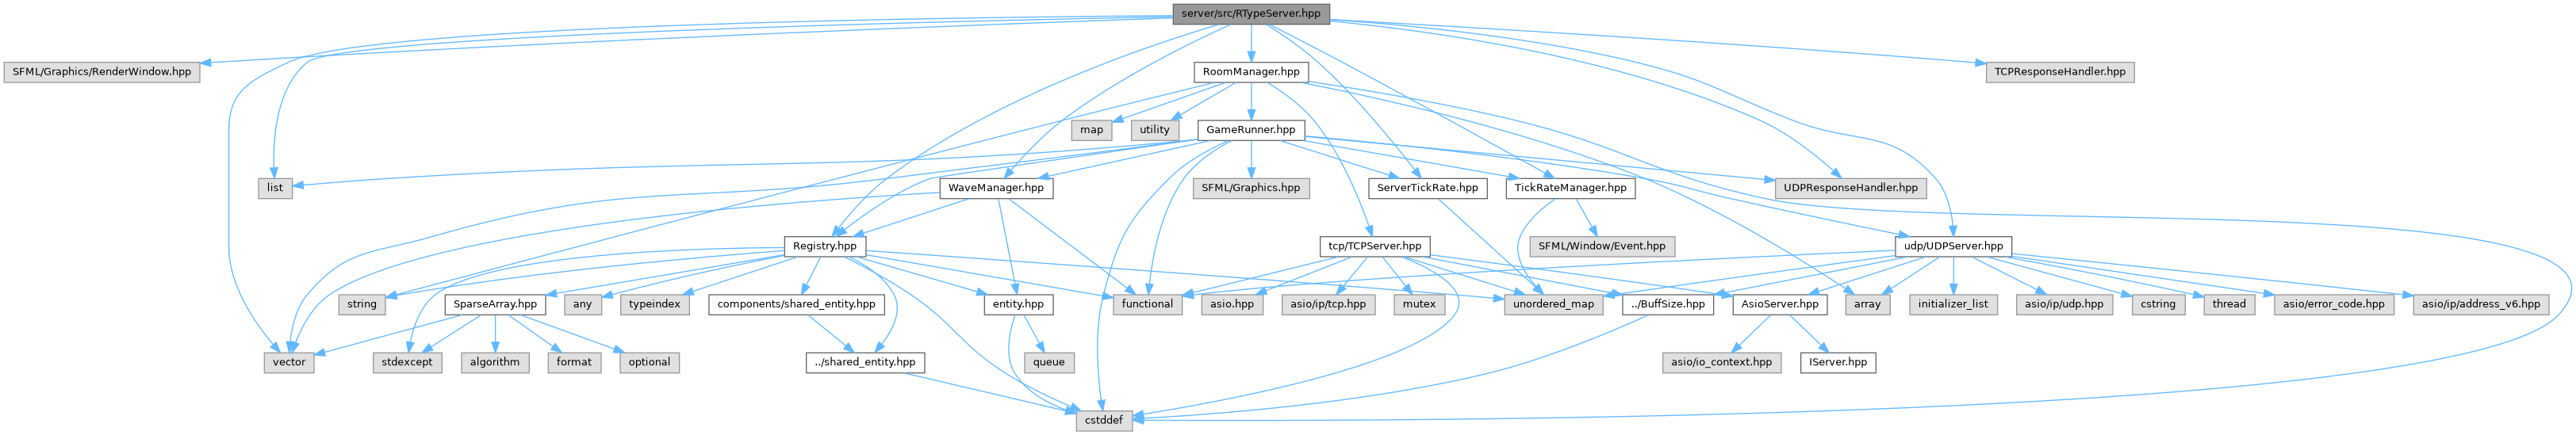 server/src/RTypeServer.hpp
SFML/Graphics/RenderWindow.hpp
RoomManager.hpp
TCPResponseHandler.hpp
map
utility
GameRunner.hpp
list
WaveManager.hpp
SFML/Graphics.hpp
ServerTickRate.hpp
TickRateManager.hpp
UDPResponseHandler.hpp
Registry.hpp
tcp/TCPServer.hpp
SFML/Window/Event.hpp
udp/UDPServer.hpp
string
SparseArray.hpp
any
typeindex
components/shared_entity.hpp
entity.hpp
functional
asio.hpp
asio/ip/tcp.hpp
mutex
unordered_map
../BuffSize.hpp
AsioServer.hpp
array
initializer_list
asio/ip/udp.hpp
cstring
thread
asio/error_code.hpp
asio/ip/address_v6.hpp
vector
stdexcept
algorithm
format
optional
../shared_entity.hpp
queue
asio/io_context.hpp
IServer.hpp
cstddef